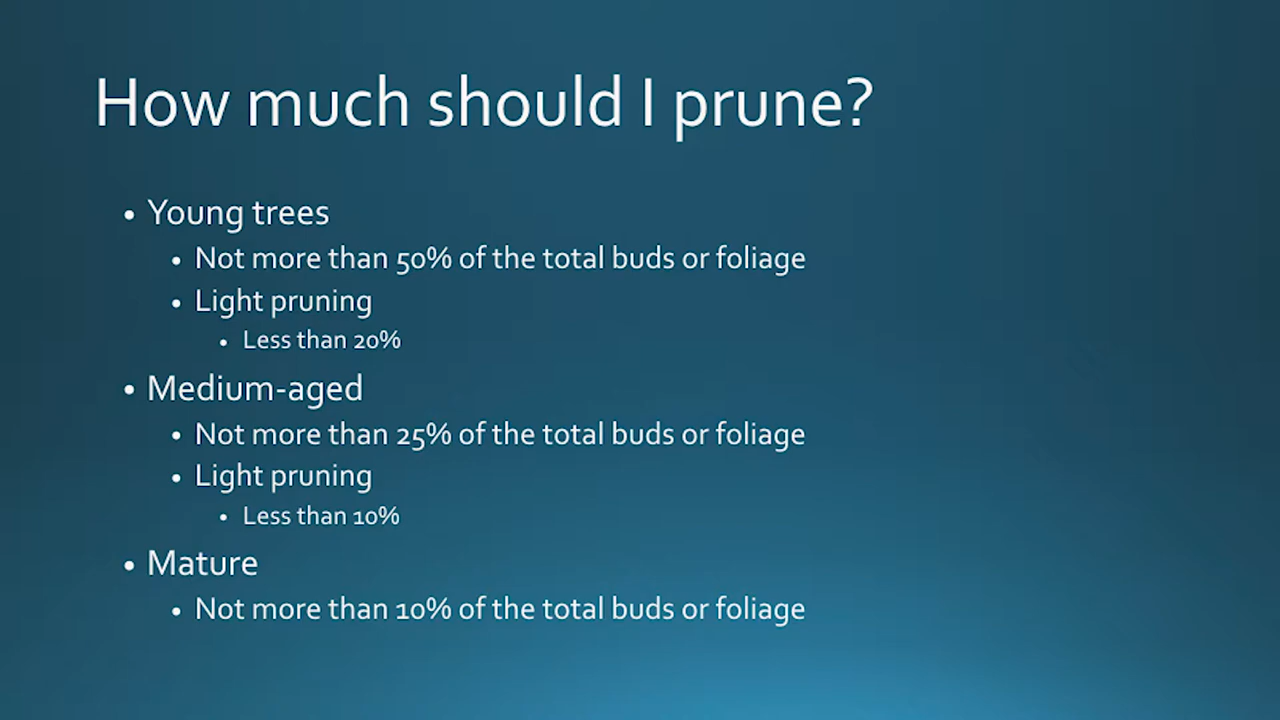 How much should I prune?
• Young trees
• Not more than 50% of the total buds or foliage
• Light pruning
• Less than 20%
• Medium-aged
• Not more than 25% of the total buds or foliage
• Light pruning
• Less than 10%
• Mature
• Not more than 10% of the total buds or foliage